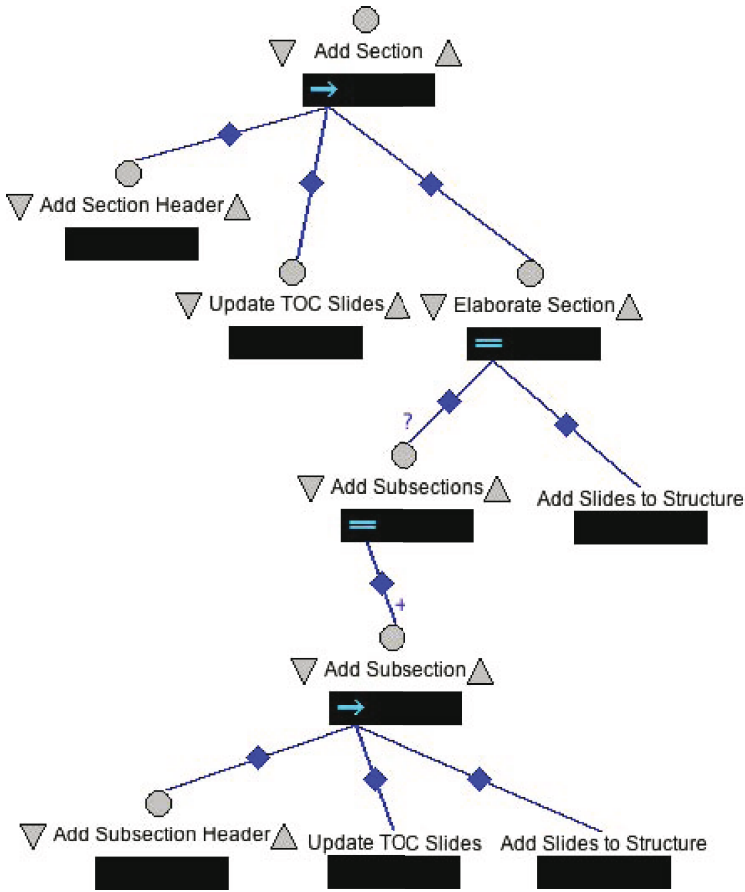 Add Section
Add Section Header
Update TOC Slides
Elaborate Section
?
Add Subsections
Add Slides to Structure
+
Add Subsection
Add Subsection Header
Update TOC Slides
Add Slides to Structure